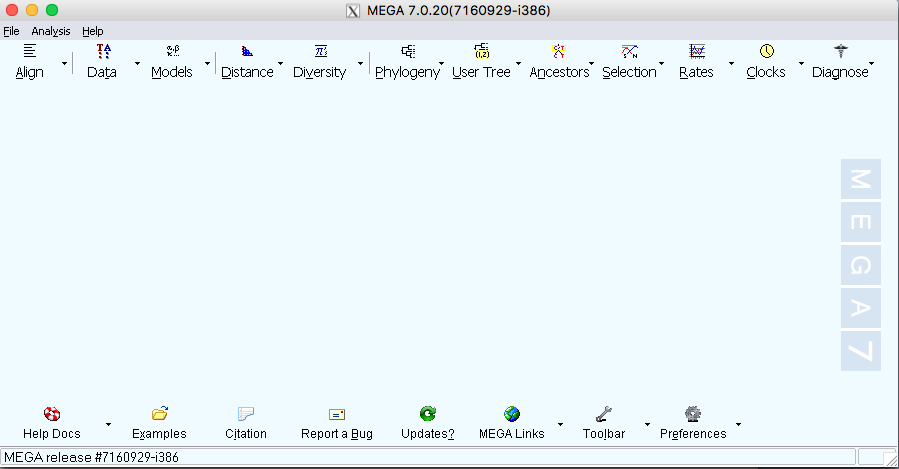 MEGA 7.0.20(7160929-i386)
File Analysis Help
Align Data Models Distance Diversity Phylogeny User Tree Ancestors Selection Rates Clocks Diagnose
M
E
G
A
7
Help Docs Examples Citation Report a Bug Updates? MEGA Links Toolbar Preferences
MEGA release #7160929-i386